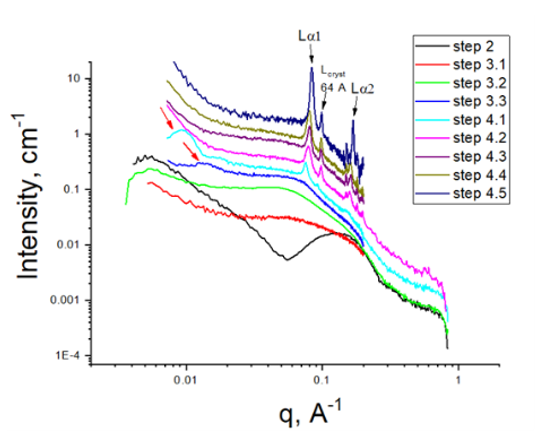 Lα1
Lcryst
64 A
Lα2
step 2
step 3.1
step 3.2
step 3.3
step 4.1
step 4.2
step 4.3
step 4.4
step 4.5
10
1
0.1
0.01
0.001
1E-4
Intensity, cm-1
0.01 0.1 1
q, A-1